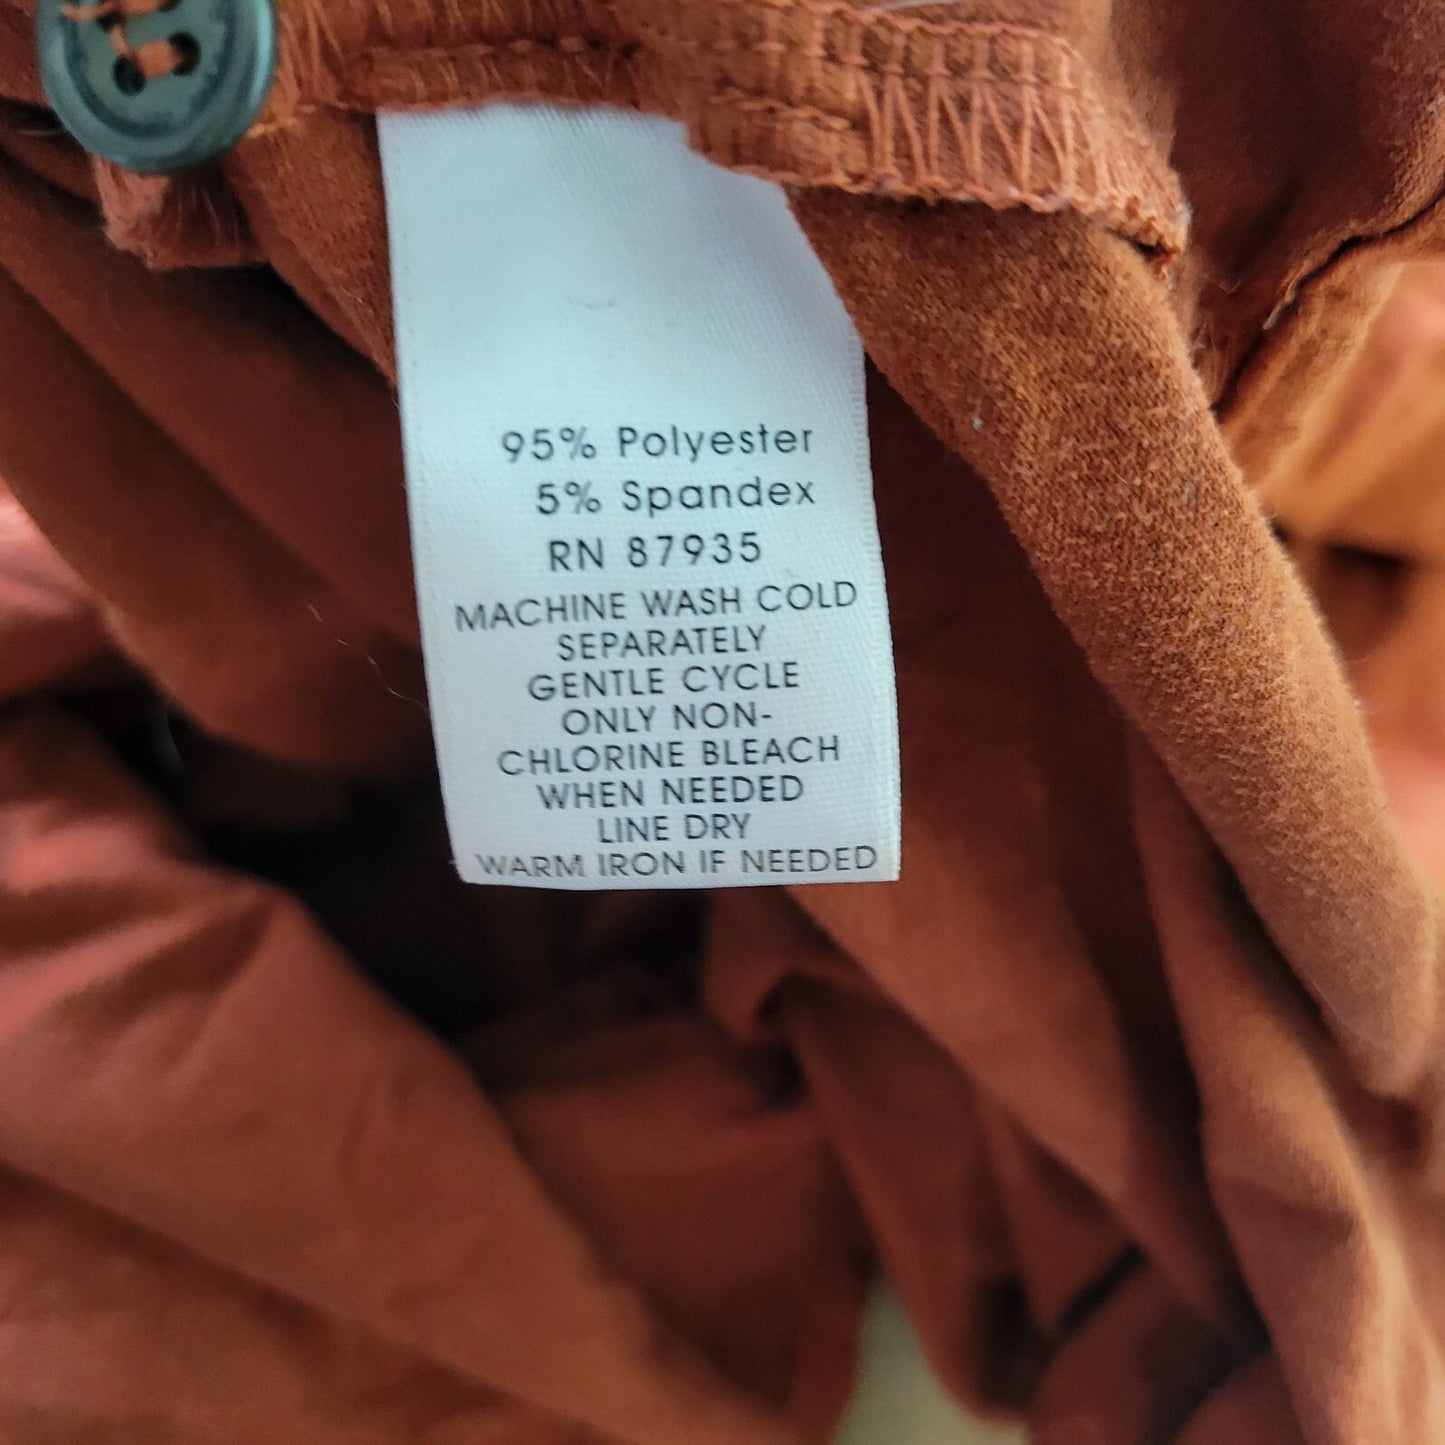 95% Polyester
5% Spandex
RN 87935
MACHINE WASH COLD
SEPARATELY
GENTLE CYCLE
ONLY NON-
CHLORINE BLEACH
WHEN NEEDED
LINE DRY
WARM IRON IF NEEDED